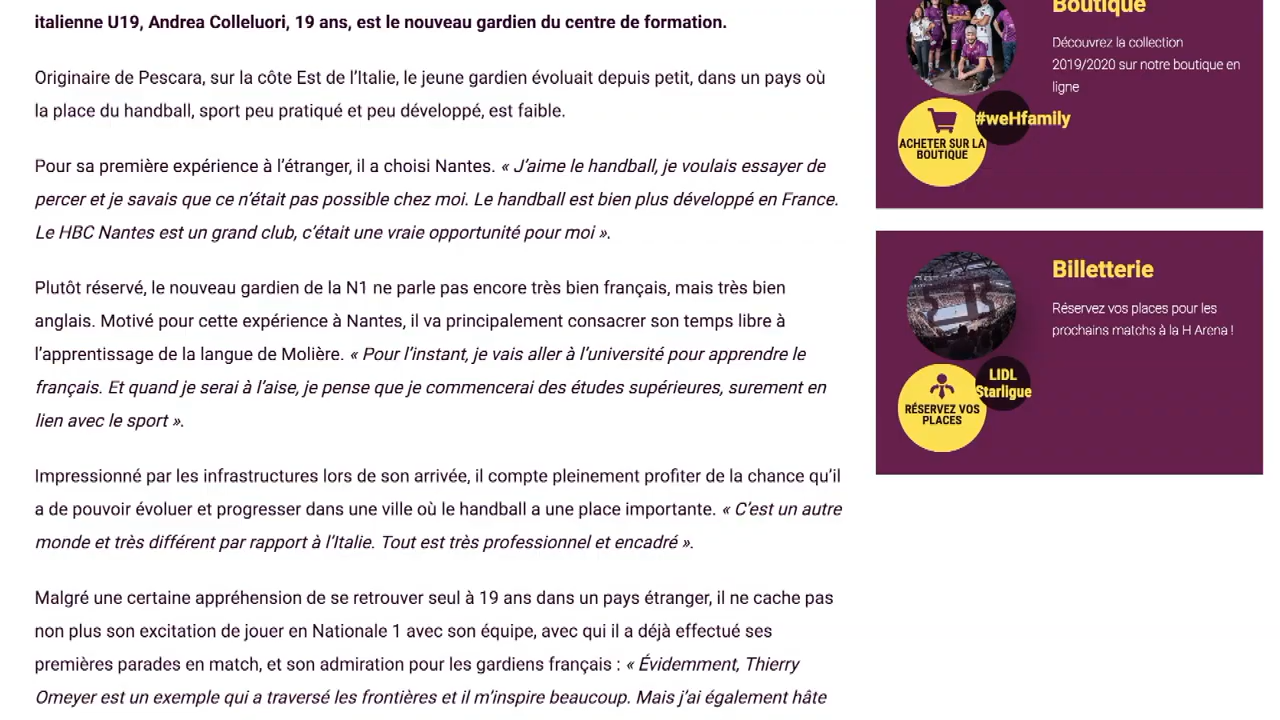 italienne U19, Andrea Colleluori, 19 ans, est le nouveau gardien du centre de formation.
Originaire de Pescara, sur la côte Est de l’Italie, le jeune gardien évoluait depuis petit, dans un pays où
la place du handball, sport peu pratiqué et peu développé, est faible.
Pour sa première expérience à l’étranger, il a choisi Nantes. « J’aime le handball, je voulais essayer de
percer et je savais que ce n’était pas possible chez moi. Le handball est bien plus développé en France.
Le HBC Nantes est un grand club, c’était une vraie opportunité pour moi ».
Plutôt réservé, le nouveau gardien de la N1 ne parle pas encore très bien français, mais très bien
anglais. Motivé pour cette expérience à Nantes, il va principalement consacrer son temps libre à
l’apprentissage de la langue de Molière. « Pour l’instant, je vais aller à l’université pour apprendre le
français. Et quand je serai à l’aise, je pense que je commencerai des études supérieures, surement en
lien avec le sport ».
Impressionné par les infrastructures lors de son arrivée, il compte pleinement profiter de la chance qu’il
a de pouvoir évoluer et progresser dans une ville où le handball a une place importante. « C’est un autre
monde et très différent par rapport à l’Italie. Tout est très professionnel et encadré ».
Malgré une certaine appréhension de se retrouver seul à 19 ans dans un pays étranger, il ne cache pas
non plus son excitation de jouer en Nationale 1 avec son équipe, avec qui il a déjà effectué ses
premières parades en match, et son admiration pour les gardiens français : « Évidemment, Thierry
Omeyer est un exemple qui a traversé les frontières et il m’inspire beaucoup. Mais j’ai également hâte
Boutique
Découvrez la collection
2019/2020 sur notre boutique en
ligne
#weHfamily
ACHETER SUR LA
BOUTIQUE
Billetterie
Réservez vos places pour les
prochains matchs à la H Arena !
LIDL
Starligue
RÉSERVEZ VOS
PLACES